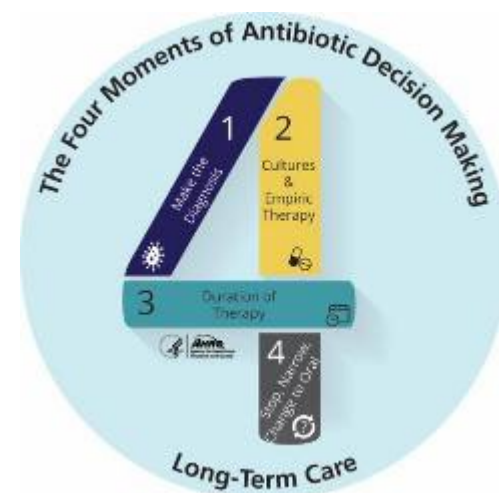 The Four Moments of Antibiotic Decision Making
1
Make the
Diagnosis
2
Cultures
&
Empiric
Therapy
3
Duration of
Therapy
AHRQ
4
Stop, Narrow,
Change to Oral
?
Long-Term Care